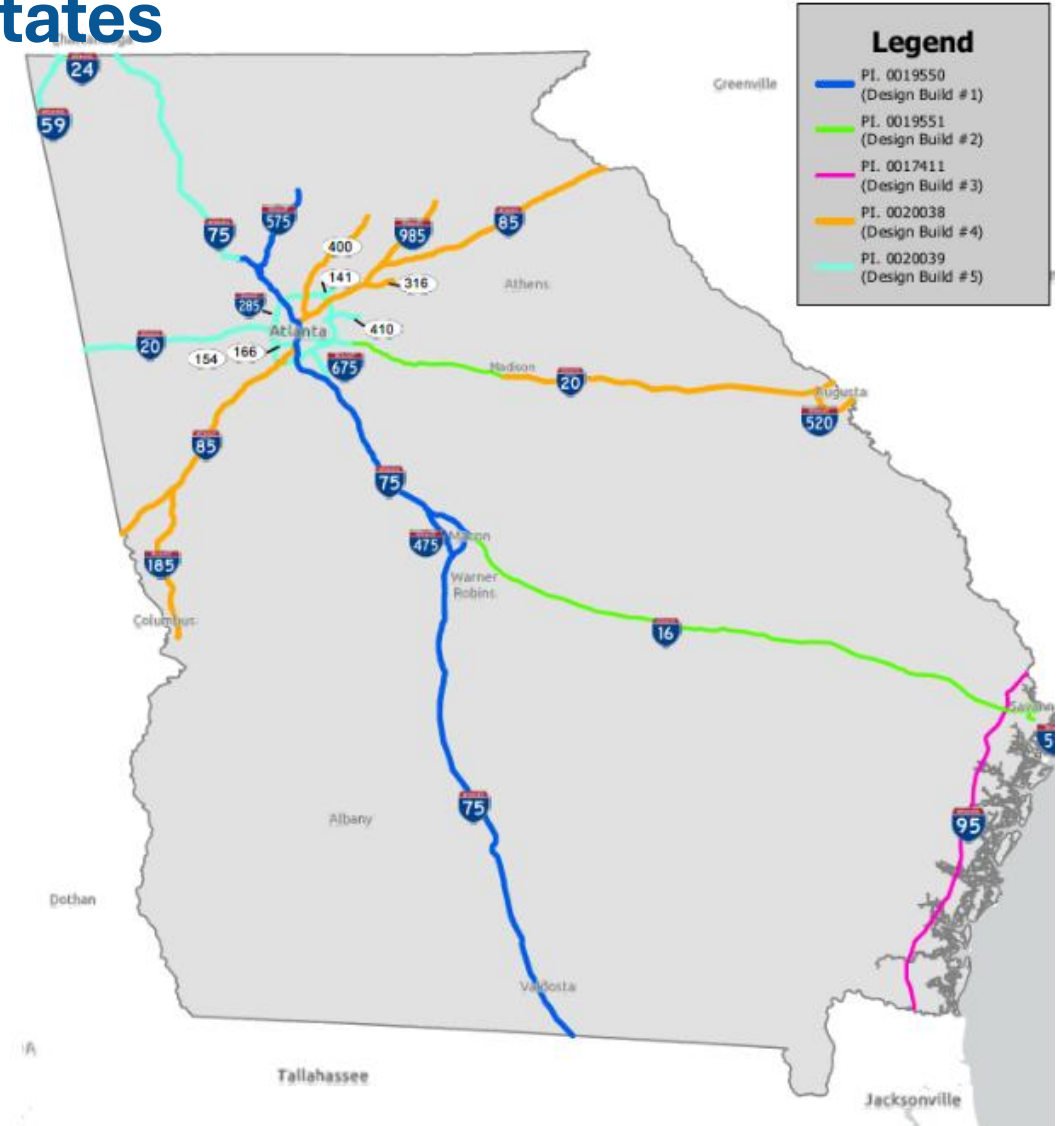 tates
Chattanooga
24
59
Greenville
Legend
PI. 0019550
(Design Build #1)
PI. 0019551
(Design Build #2)
PI. 0017411
(Design Build #3)
PI. 0020038
(Design Build #4)
PI. 0020039
(Design Build #5)
75
575
400
985
85
141
316
Athens
285
Atlanta
410
20
154
166
675
Madison
20
Augusta
520
85
75
475
Macon
185
Warner
Robins
Columbus
16
Savann
5
75
95
Albany
Dothan
Valdosta
Tallahassee
Jacksonville